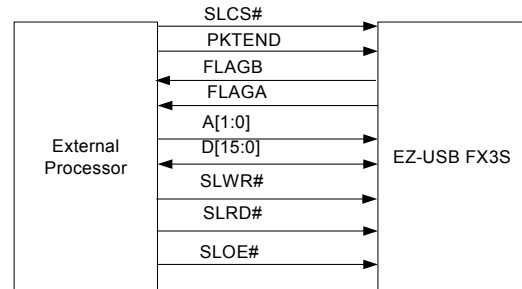 SLCS#
PKTEND
FLAGB
FLAGA
A[1:0]
D[15:0]
External
Processor
EZ-USB FX3S
SLWR#
SLRD#
SLOE#